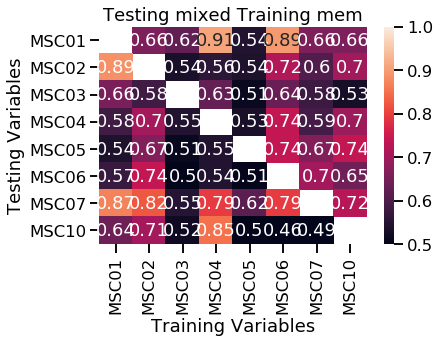 Testing mixed Training mem
MSC01 0.66 0.62 0.91 0.54 0.89 0.66 0.66
MSC02 0.89 0.54 0.56 0.54 0.72 0.6 0.7
MSC03 0.66 0.58 0.63 0.51 0.64 0.58 0.53
MSC04 0.58 0.7 0.55 0.53 0.74 0.59 0.7
MSC05 0.54 0.67 0.51 0.55 0.74 0.67 0.74
MSC06 0.57 0.74 0.5 0.54 0.51 0.7 0.65
MSC07 0.87 0.82 0.55 0.79 0.62 0.79 0.72
MSC10 0.64 0.71 0.52 0.85 0.5 0.46 0.49
Testing Variables
MSC01 MSC02 MSC03 MSC04 MSC05 MSC06 MSC07 MSC10
Training Variables
1.0
0.9
0.8
0.7
0.6
0.5